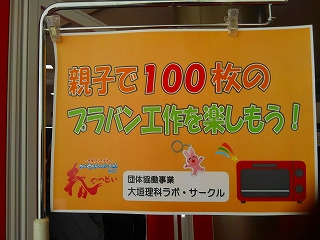 親子で100枚の
プラバン工作を楽しもう！
団体協働事業
大垣理科ラボ・サークル